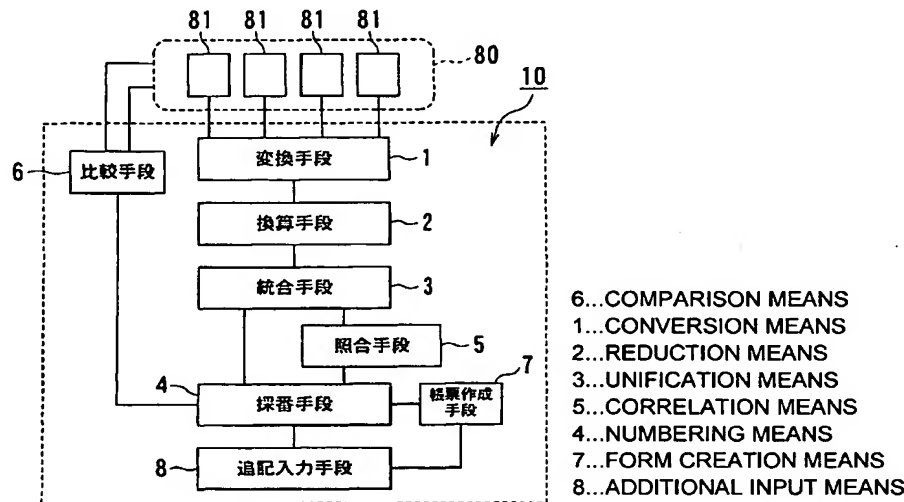 81 81 81 81
80
10
変換手段 1
6 比較手段
換算手段 2
統合手段 3
照合手段 5
7
4 採番手段 帳票作成
手段
8 追記入力手段
6...COMPARISON MEANS
1...CONVERSION MEANS
2...REDUCTION MEANS
3...UNIFICATION MEANS
5...CORRELATION MEANS
4...NUMBERING MEANS
7...FORM CREATION MEANS
8...ADDITIONAL INPUT MEANS